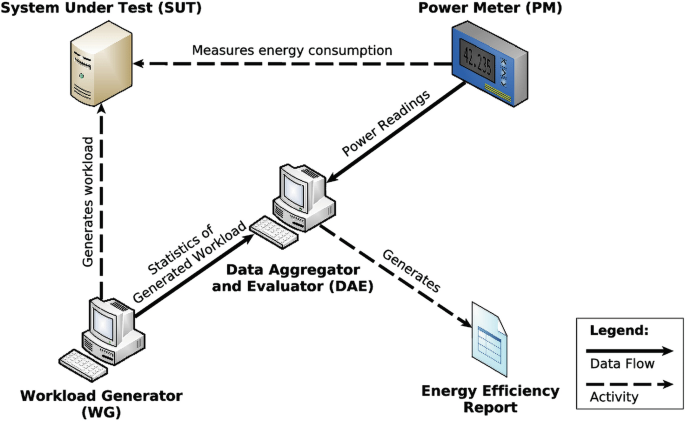 System Under Test (SUT)
Power Meter (PM)
Measures energy consumption
42.235
Power Readings
Generates workload
Statistics of
Generated Workload
Data Aggregator
and Evaluator (DAE)
Generates
Workload Generator
(WG)
Energy Efficiency
Report
Legend:
Data Flow
Activity